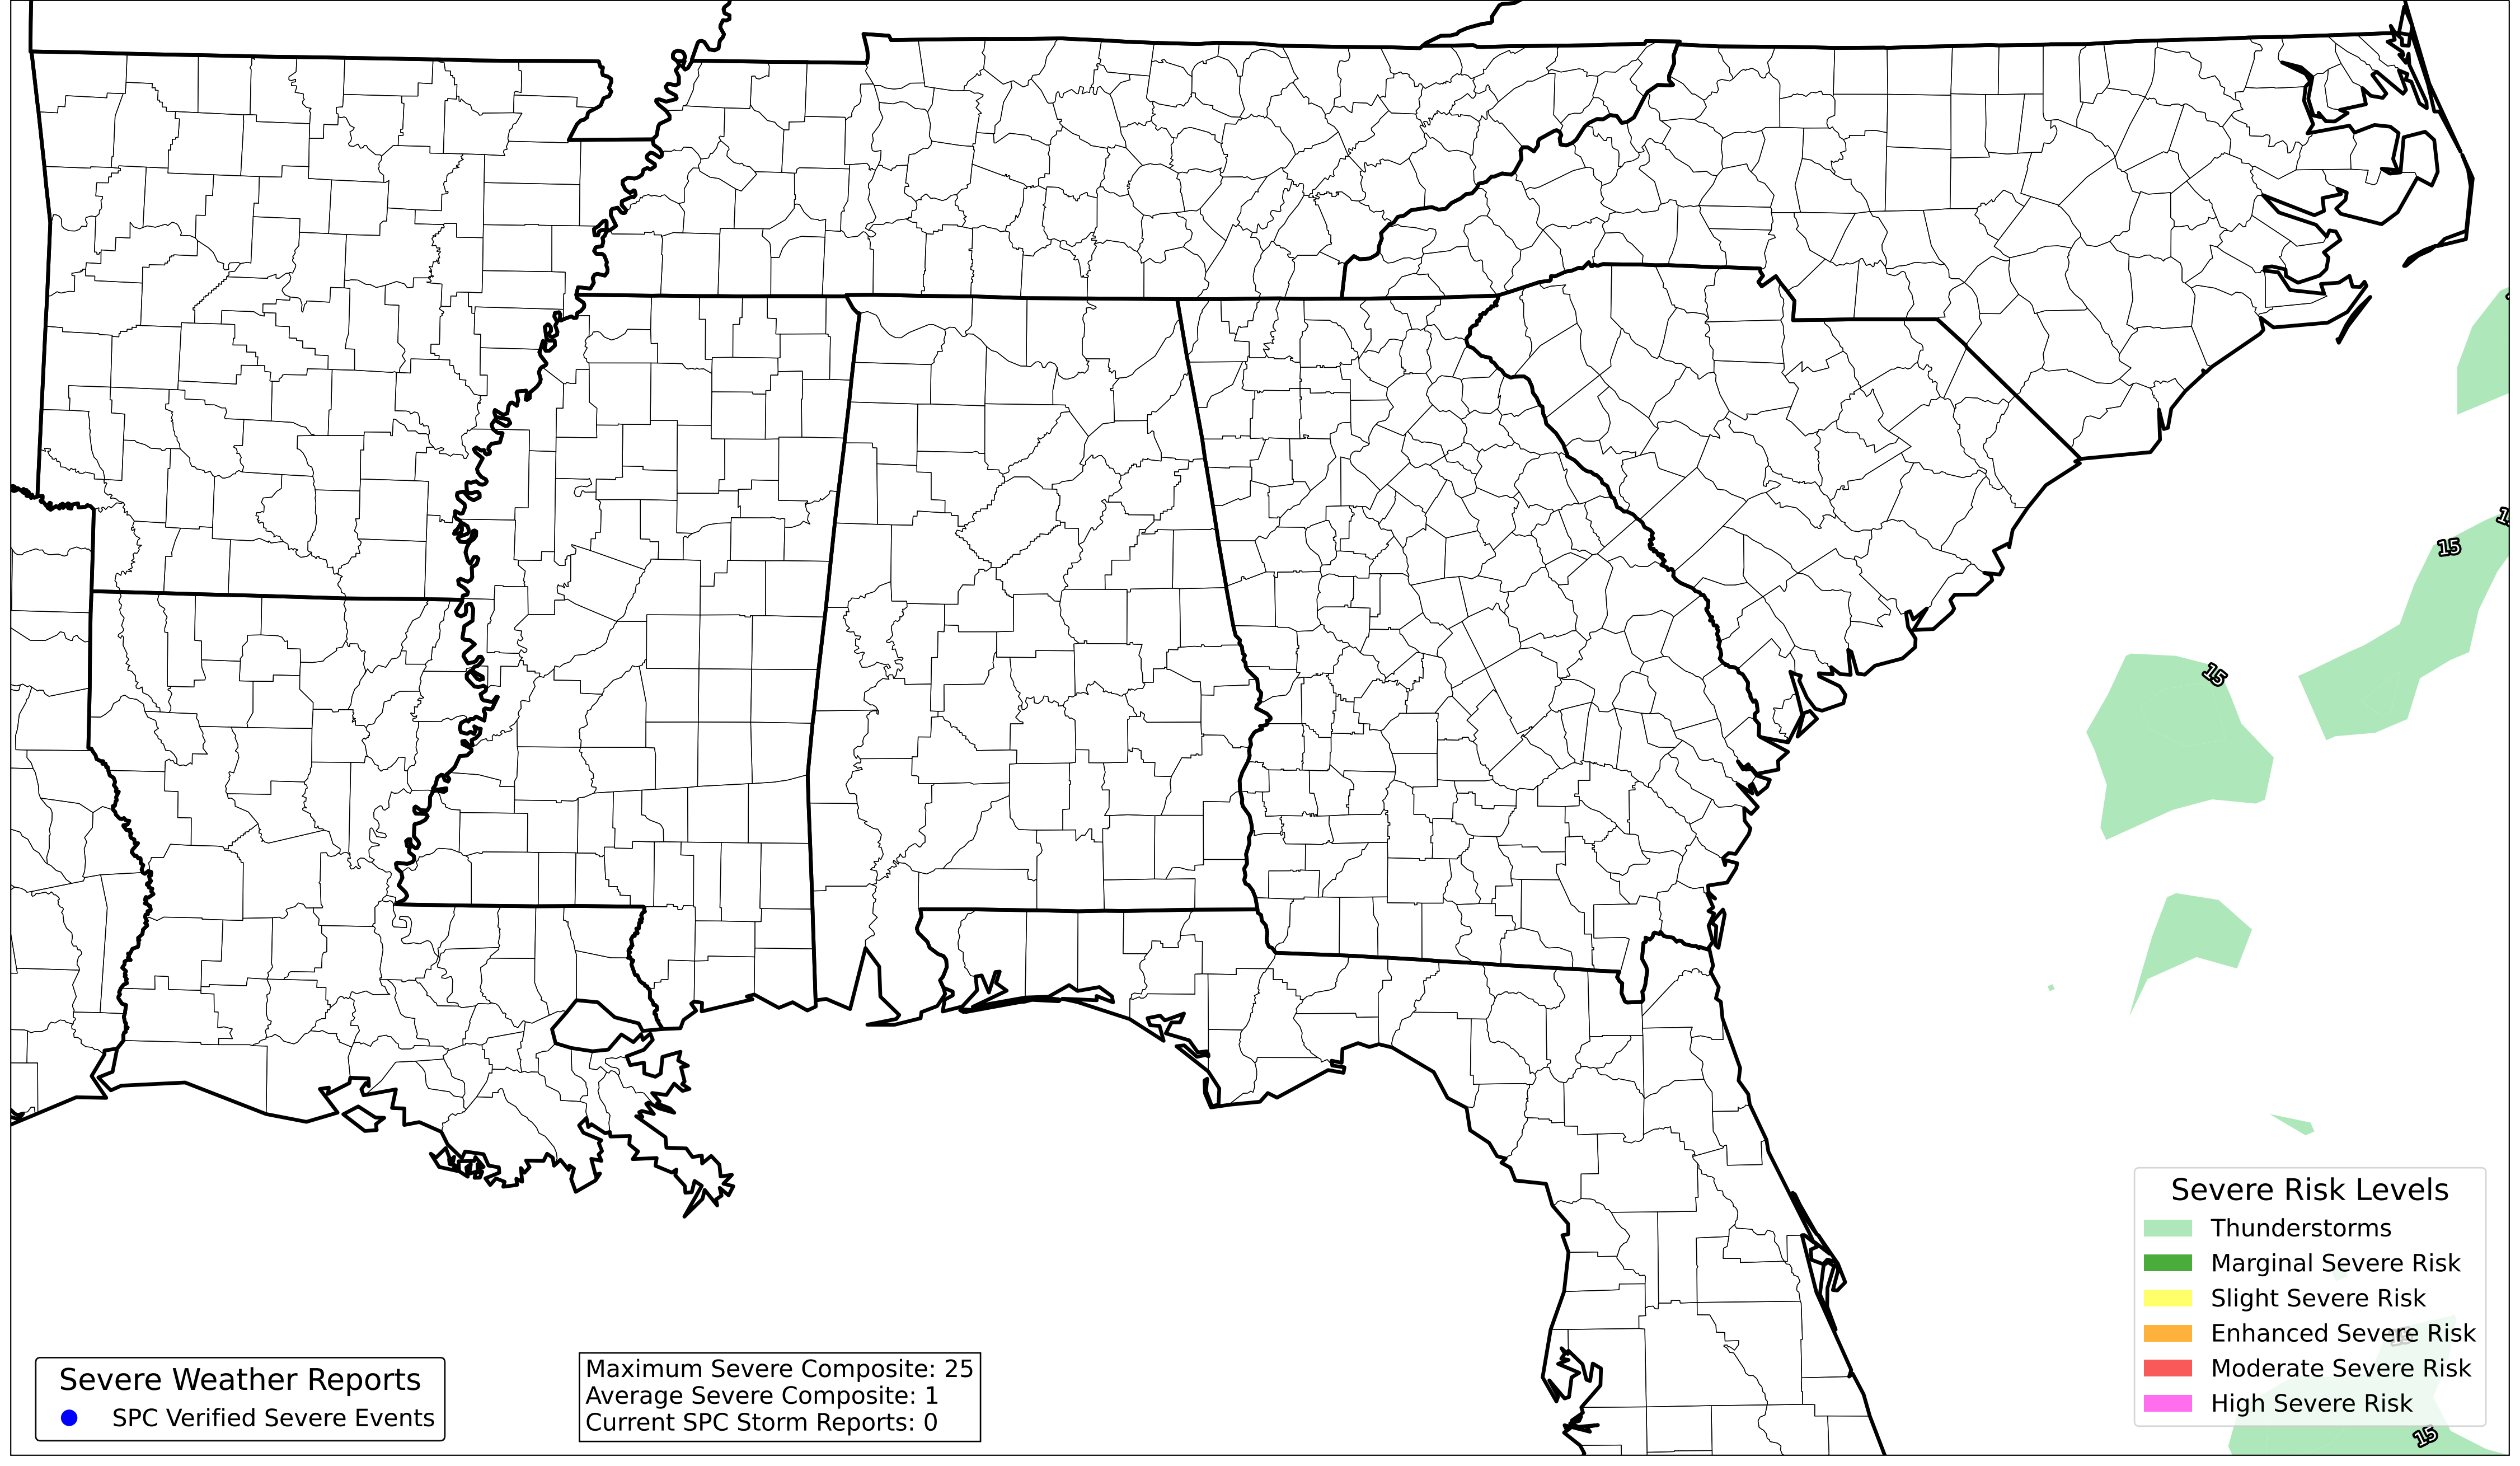 15
15
Severe Risk Levels
Thunderstorms
Marginal Severe Risk
Slight Severe Risk
Enhanced Severe Risk
Moderate Severe Risk
High Severe Risk
15
15
Severe Weather Reports
SPC Verified Severe Events
Maximum Severe Composite: 25
Average Severe Composite: 1
Current SPC Storm Reports: 0